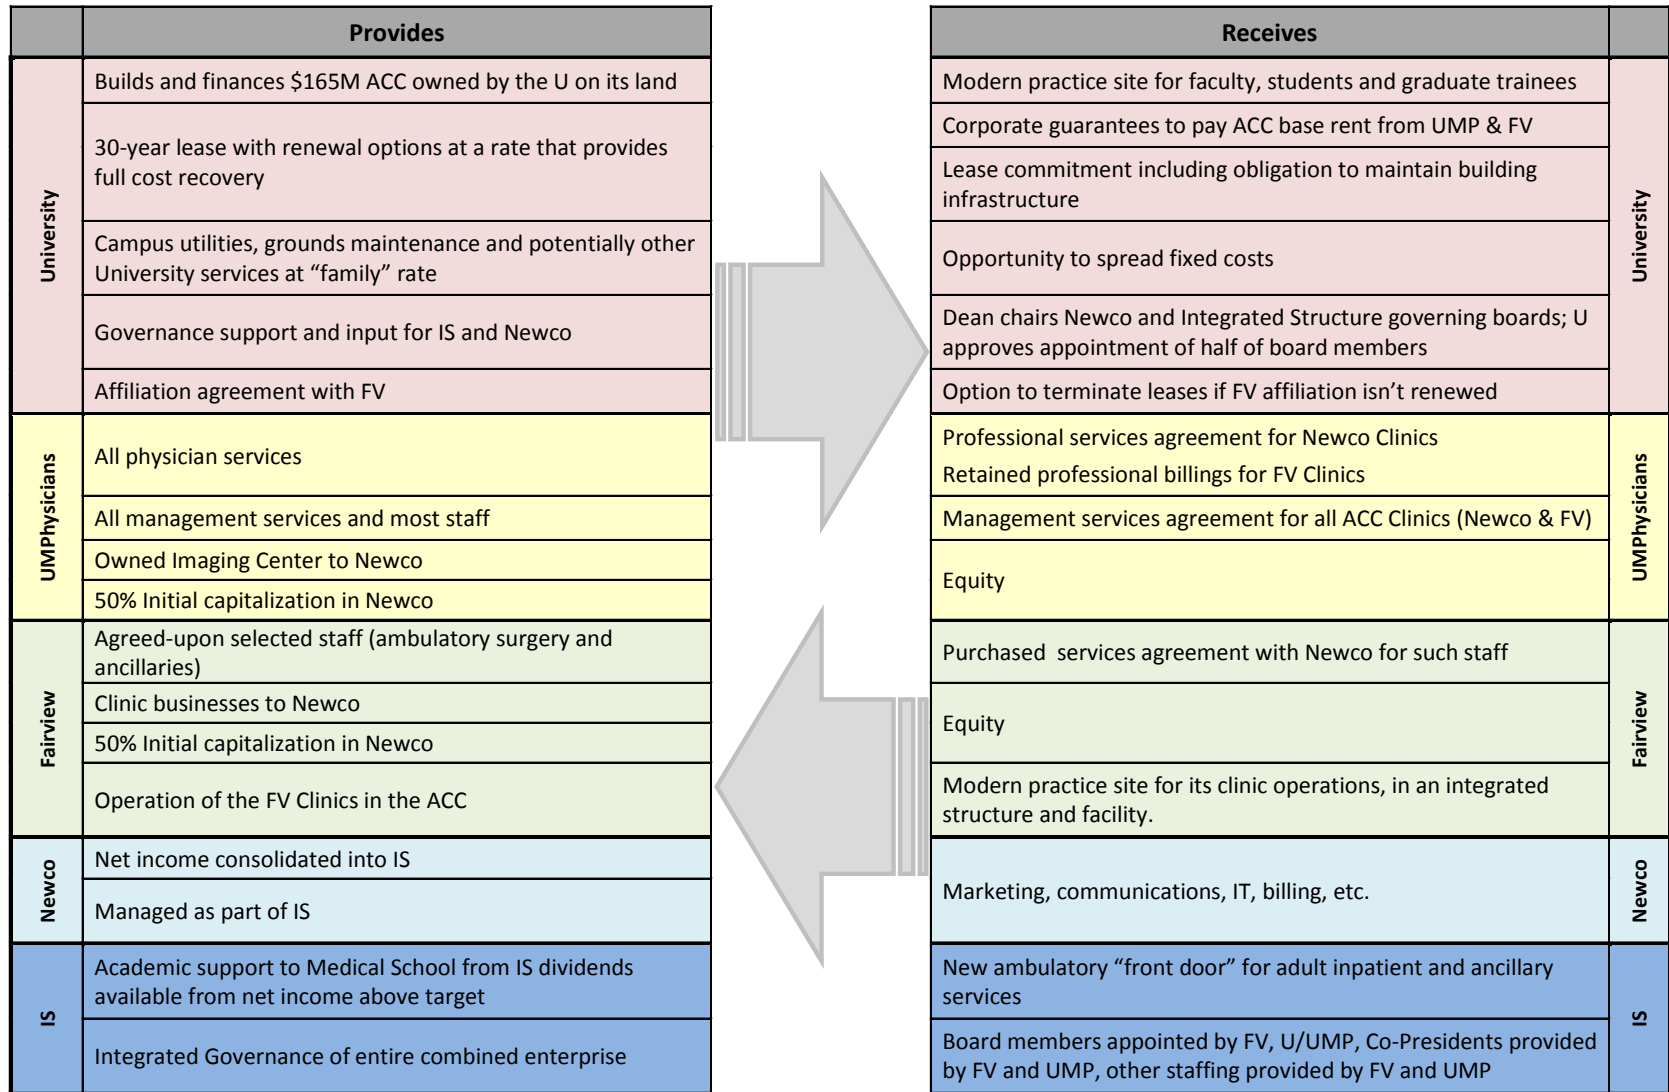 Provides
University
Builds and finances $165M ACC owned by the U on its land
30-year lease with renewal options at a rate that provides
full cost recovery
Campus utilities, grounds maintenance and potentially other
University services at “family” rate
Governance support and input for IS and Newco
Affiliation agreement with FV
UMPhysicians
All physician services
All management services and most staff
Owned Imaging Center to Newco
50% Initial capitalization in Newco
Fairview
Agreed-upon selected staff (ambulatory surgery and
ancillaries)
Clinic businesses to Newco
50% Initial capitalization in Newco
Operation of the FV Clinics in the ACC
Newco
Net income consolidated into IS
Managed as part of IS
IS
Academic support to Medical School from IS dividends
available from net income above target
Integrated Governance of entire combined enterprise
Receives
Modern practice site for faculty, students and graduate trainees
Corporate guarantees to pay ACC base rent from UMP & FV
Lease commitment including obligation to maintain building
infrastructure
Opportunity to spread fixed costs
Dean chairs Newco and Integrated Structure governing boards; U
approves appointment of half of board members
Option to terminate leases if FV affiliation isn’t renewed
University
Professional services agreement for Newco Clinics
Retained professional billings for FV Clinics
Management services agreement for all ACC Clinics (Newco & FV)
Equity
UMPhysicians
Purchased services agreement with Newco for such staff
Equity
Modern practice site for its clinic operations, in an integrated
structure and facility.
Fairview
Marketing, communications, IT, billing, etc.
Newco
New ambulatory “front door” for adult inpatient and ancillary
services
Board members appointed by FV, U/UMP, Co-Presidents provided
by FV and UMP, other staffing provided by FV and UMP
IS